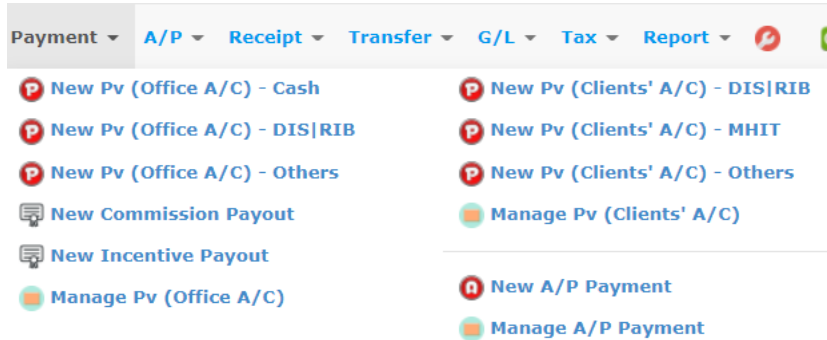 Payment A/P Receipt Transfer G/L Tax Report
New Pv (Office A/C) - Cash
New Pv (Office A/C) - DIS|RIB
New Pv (Office A/C) - Others
New Commission Payout
New Incentive Payout
Manage Pv (Office A/C)
New Pv (Clients' A/C) - DIS|RIB
New Pv (Clients' A/C) - MHIT
New Pv (Clients' A/C) - Others
Manage Pv (Clients' A/C)
New A/P Payment
Manage A/P Payment